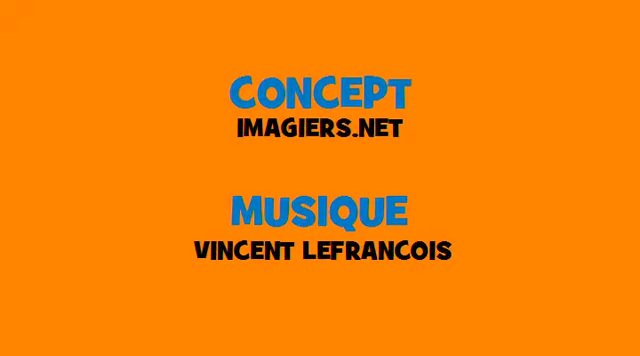 CONCEPT
IMAGIERS.NET
MUSIQUE
VINCENT LEFRANCOIS